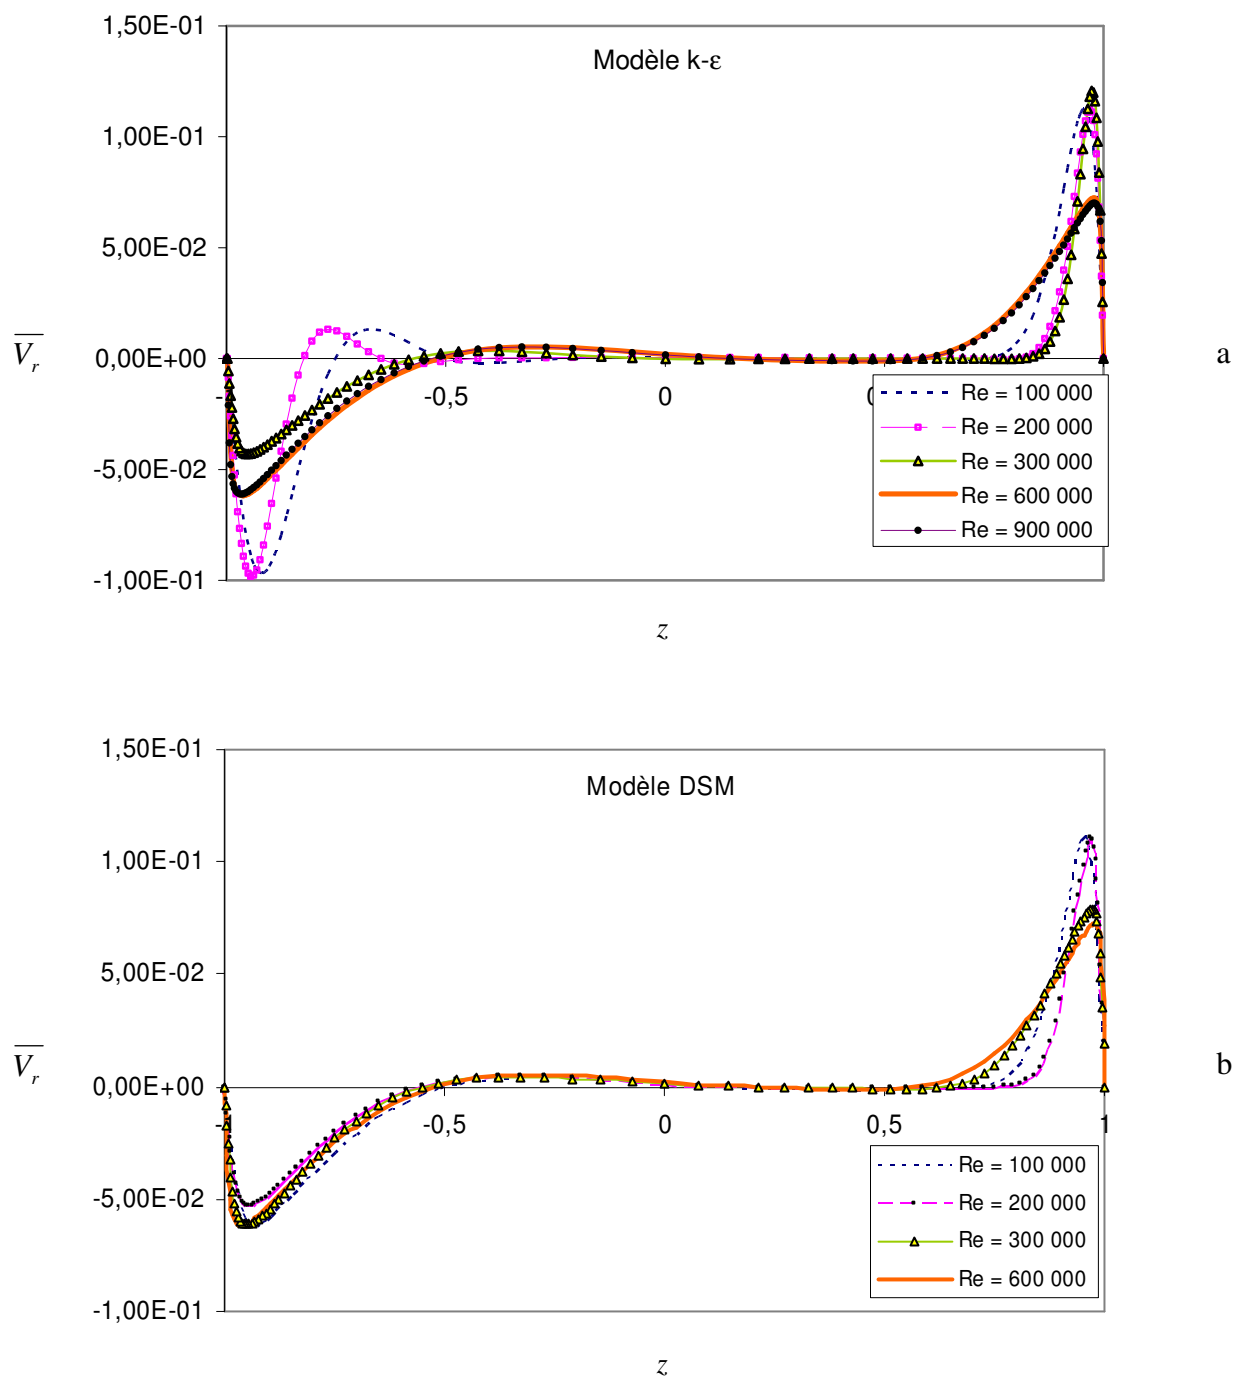 1,50E-01
Modèle k-ε
1,00E-01
5,00E-02
V_r
0,00E+00
a
-0,5
0
Re = 100 000
Re = 200 000
-5,00E-02
Re = 300 000
Re = 600 000
Re = 900 000
-1,00E-01
z
1,50E-01
Modèle DSM
1,00E-01
5,00E-02
V_r
0,00E+00
b
-1
-0,5
0
0,5
1
Re = 100 000
-5,00E-02
Re = 200 000
Re = 300 000
Re = 600 000
-1,00E-01
z